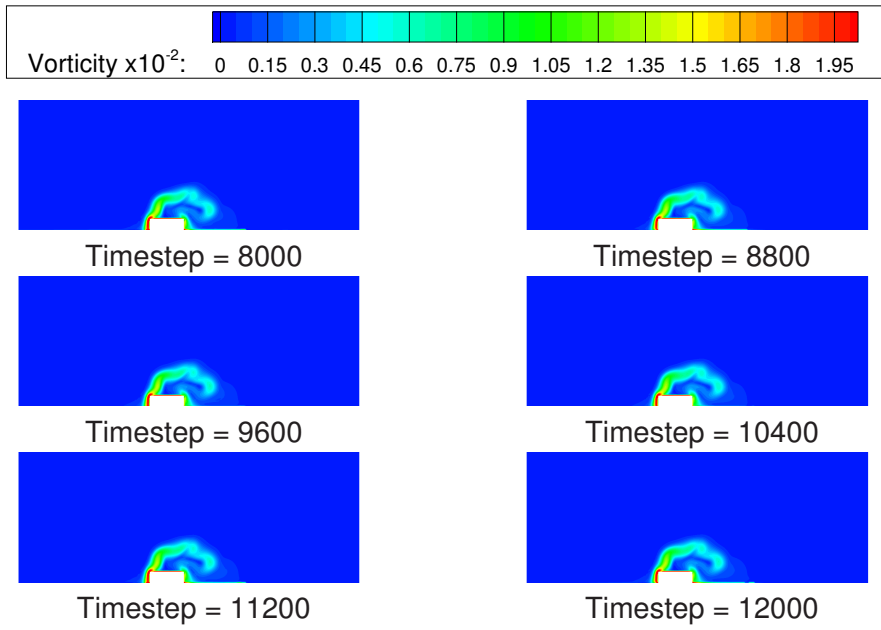 Vorticity x10⁻²: 0 0.15 0.3 0.45 0.6 0.75 0.9 1.05 1.2 1.35 1.5 1.65 1.8 1.95
Timestep = 8000 Timestep = 8800
Timestep = 9600 Timestep = 10400
Timestep = 11200 Timestep = 12000